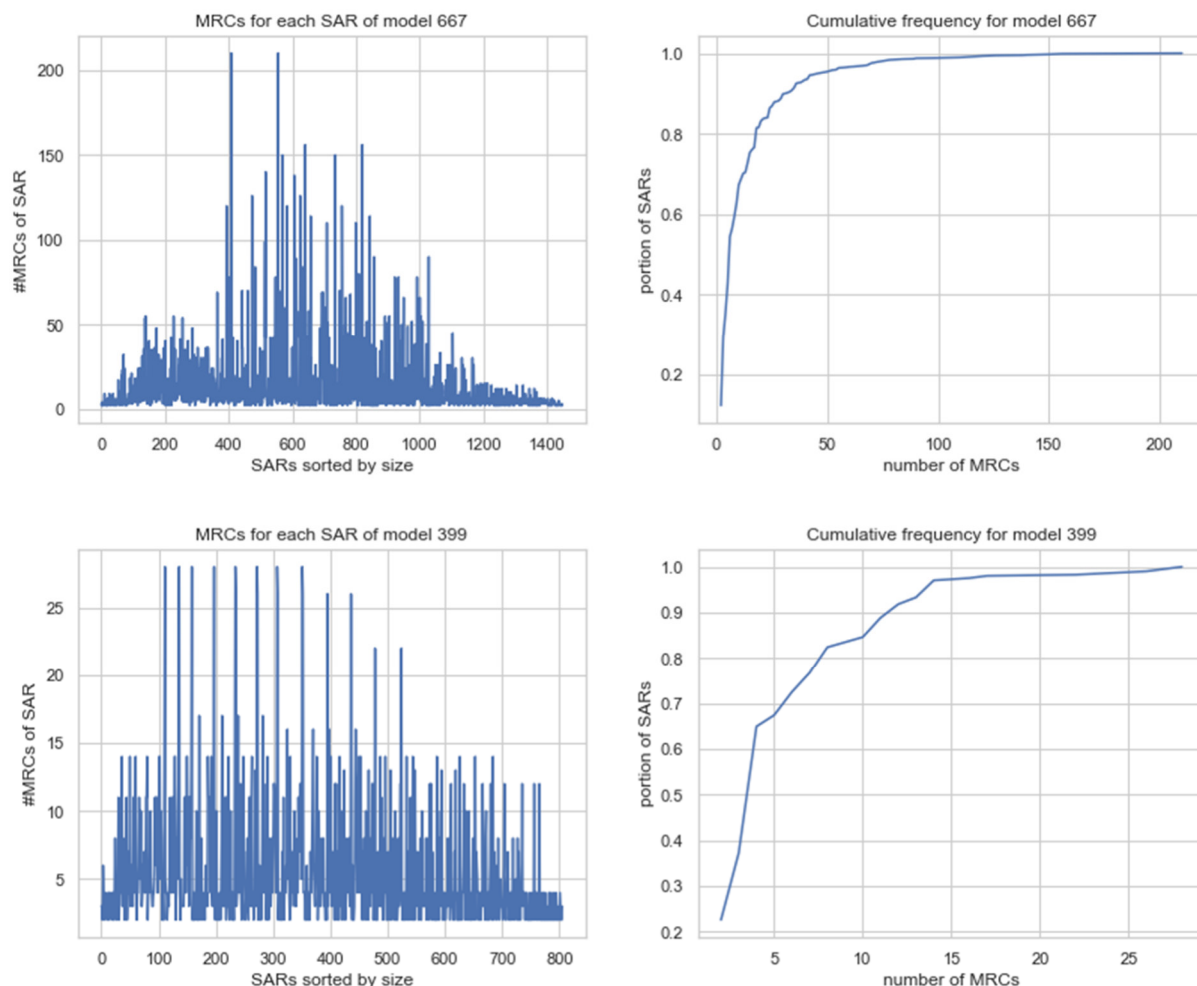 MRCs for each SAR of model 667
#MRCs of SAR
200
150
100
50
0
0 200 400 600 800 1000 1200 1400
SARs sorted by size
Cumulative frequency for model 667
portion of SARs
1.0
0.8
0.6
0.4
0.2
0 50 100 150 200
number of MRCs
MRCs for each SAR of model 399
#MRCs of SAR
25
20
15
10
5
0 100 200 300 400 500 600 700 800
SARs sorted by size
Cumulative frequency for model 399
portion of SARs
1.0
0.9
0.8
0.7
0.6
0.5
0.4
0.3
0.2
5 10 15 20 25
number of MRCs